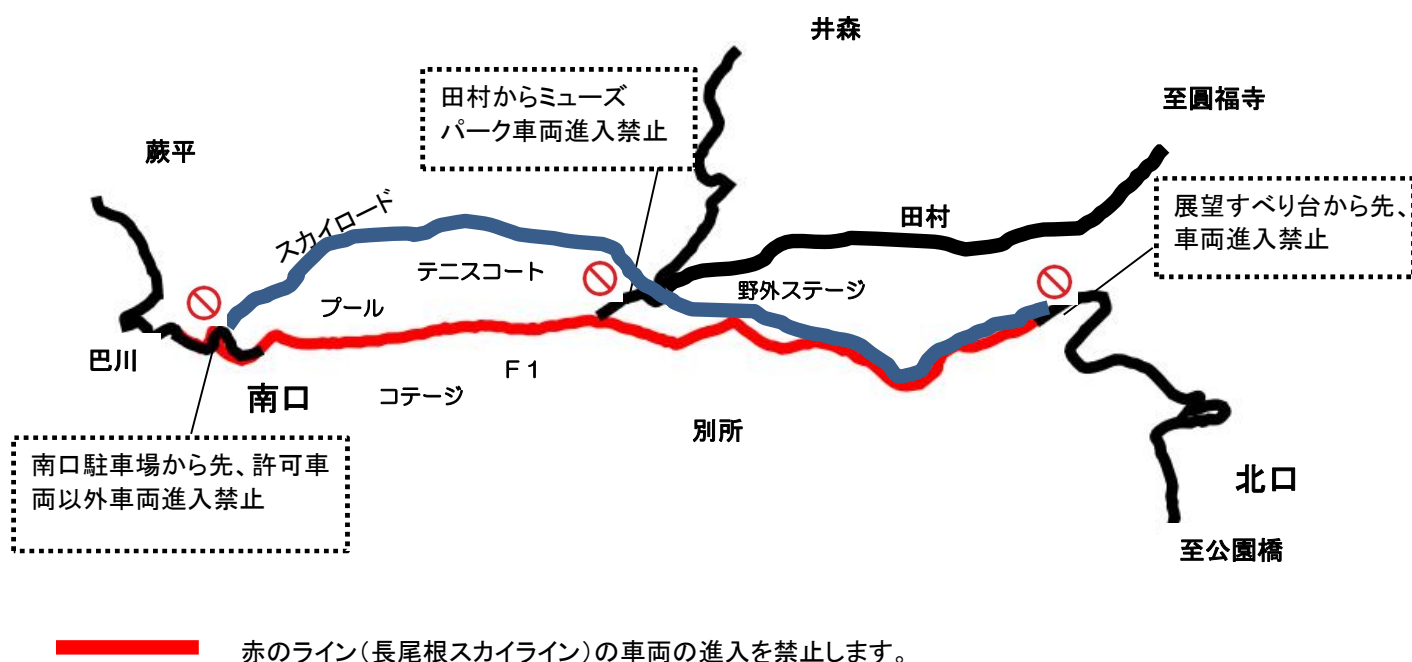 井森
至圓福寺
田村からミューズ
パーク車両進入禁止
蕨平
展望すべり台から先、
車両進入禁止
スカイロード
田村
テニスコート
野外ステージ
プール
巴川
F1
南口
コテージ
別所
南口駐車場から先、許可車
両以外車両進入禁止
北口
至公園橋
赤のライン(長尾根スカイライン)の車両の進入を禁止します。